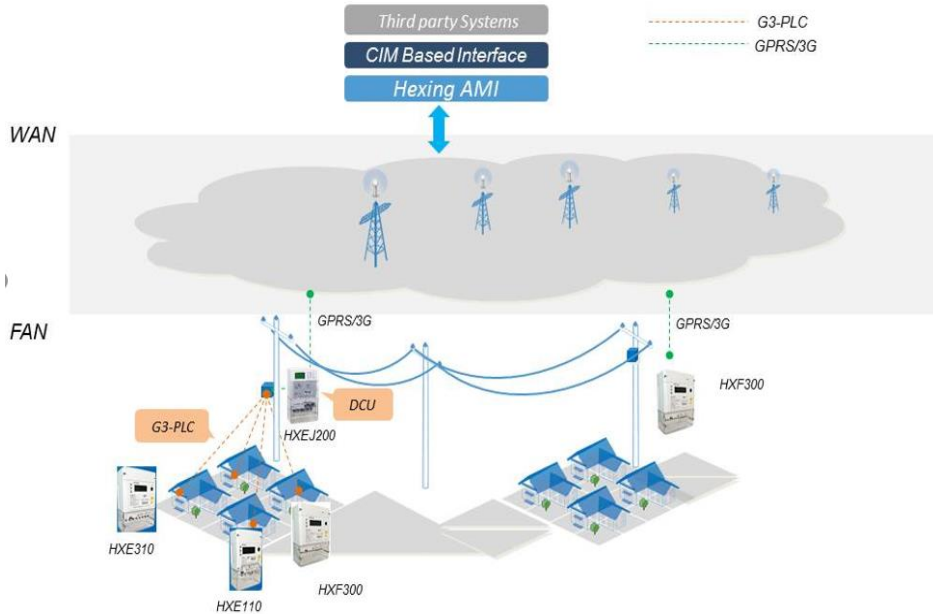 Third party Systems
CIM Based Interface
Hexing AMI
G3-PLC
GPRS/3G
WAN
FAN
GPRS/3G
GPRS/3G
HXF300
DCU
HXEJ200
G3-PLC
HXE310
HXF300
HXE110